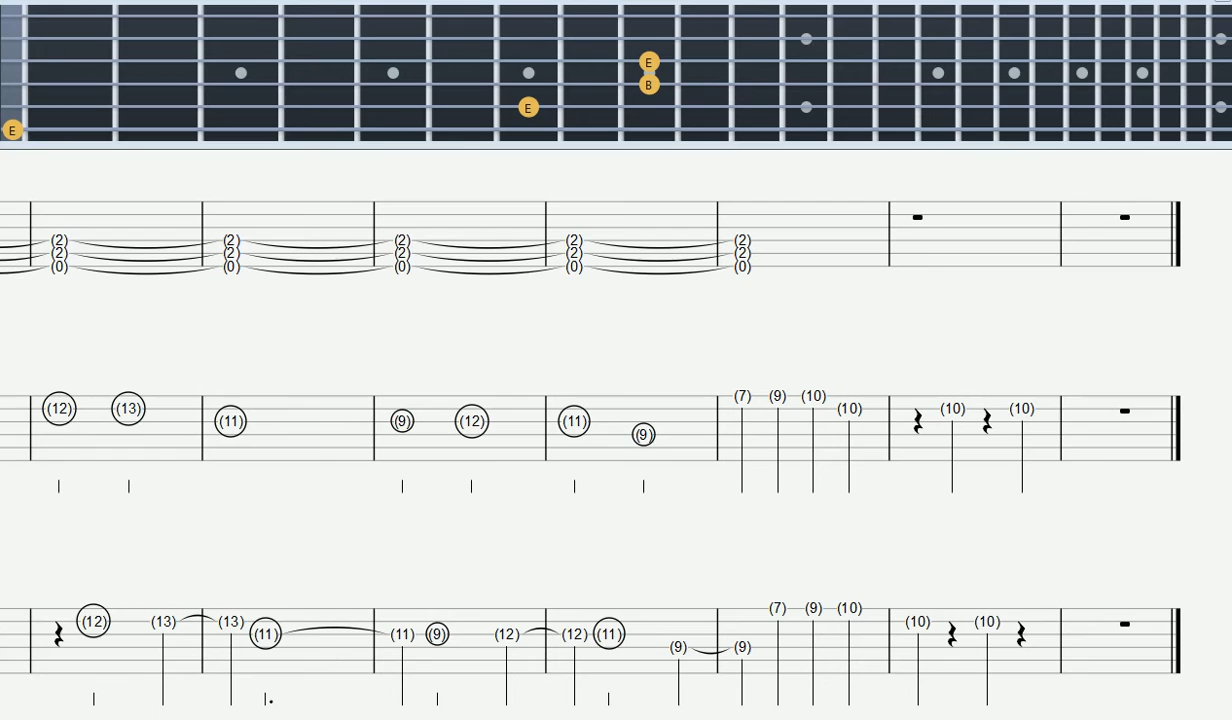 E
B
E
E
(2) (2) (2) (2) (2)
(2) (2) (2) (2) (2)
(0) (0) (0) (0) (0)
(7) (9) (10)
(12) (13) (10) (10) (10)
(11) (9) (12) (11)
(9)
(7) (9) (10)
(12) (13) (13) (10) (10)
(11) (11) (9) (12) (12) (11)
(9) (9)